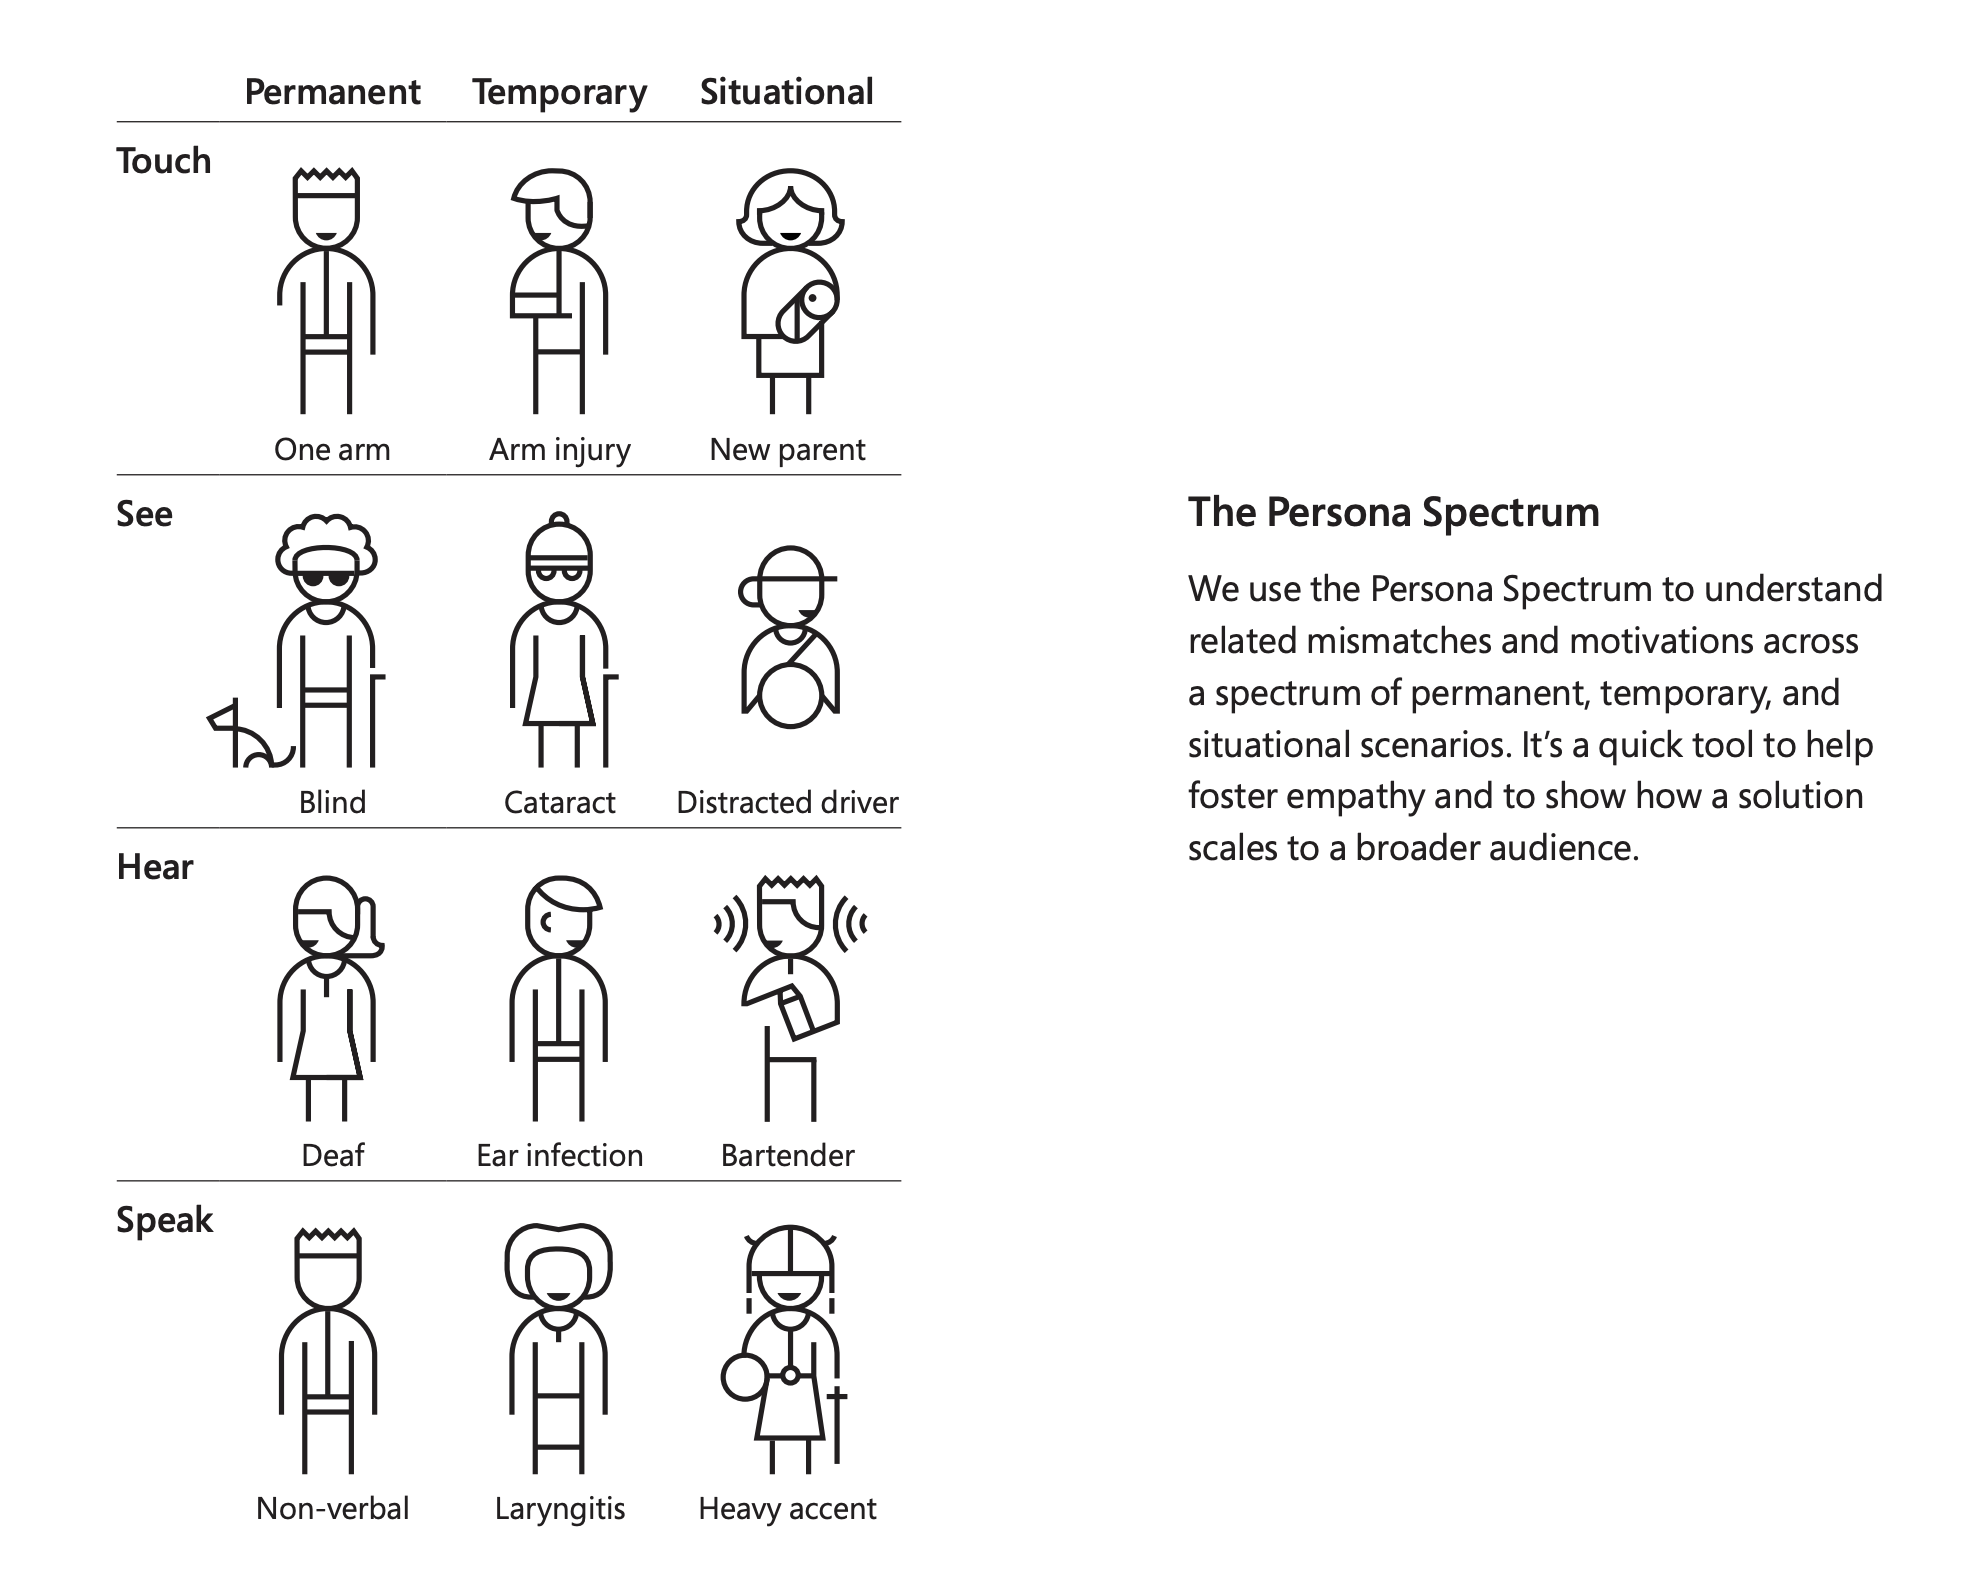 Permanent Temporary Situational
Touch
One arm Arm injury New parent
See
Blind Cataract Distracted driver
Hear
Deaf Ear infection Bartender
Speak
Non-verbal Laryngitis Heavy accent
The Persona Spectrum
We use the Persona Spectrum to understand
related mismatches and motivations across
a spectrum of permanent, temporary, and
situational scenarios. It’s a quick tool to help
foster empathy and to show how a solution
scales to a broader audience.